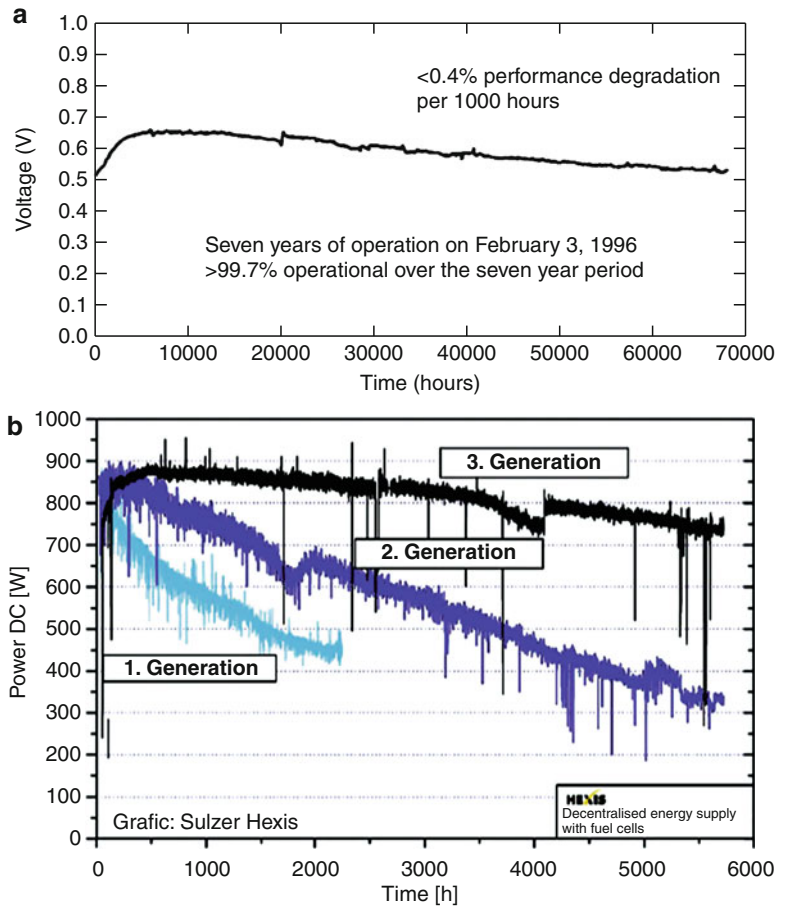 a
1.0
0.9
0.8
0.7
0.6
0.5
0.4
0.3
0.2
0.1
0.0
Voltage (V)
<0.4% performance degradation
per 1000 hours
Seven years of operation on February 3, 1996
>99.7% operational over the seven year period
0 10000 20000 30000 40000 50000 60000 70000
Time (hours)
b
1000
900
800
700
600
500
400
300
200
100
0
Power DC [W]
3. Generation
2. Generation
1. Generation
Grafic: Sulzer Hexis
HEXIS
Decentralised energy supply
with fuel cells
0 1000 2000 3000 4000 5000 6000
Time [h]